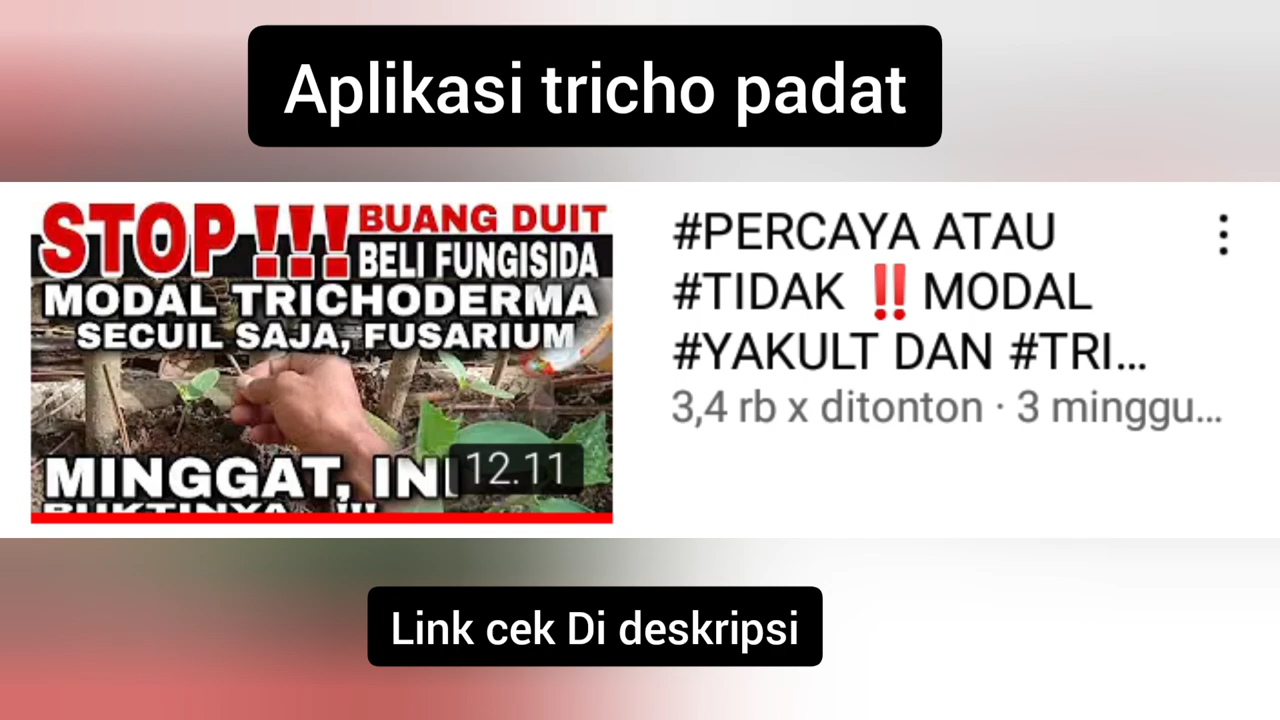 Aplikasi tricho padat
STOP!!! BUANG DUIT
BELI FUNGISIDA
MODAL TRICHODERMA
SECUIL SAJA, FUSARIUM
MINGGAT, INI
BUKTINYA..!!!
12.11
#PERCAYA ATAU
#TIDAK ‼️MODAL
#YAKULT DAN #TRI...
3,4 rb x ditonton · 3 minggu...
Link cek Di deskripsi